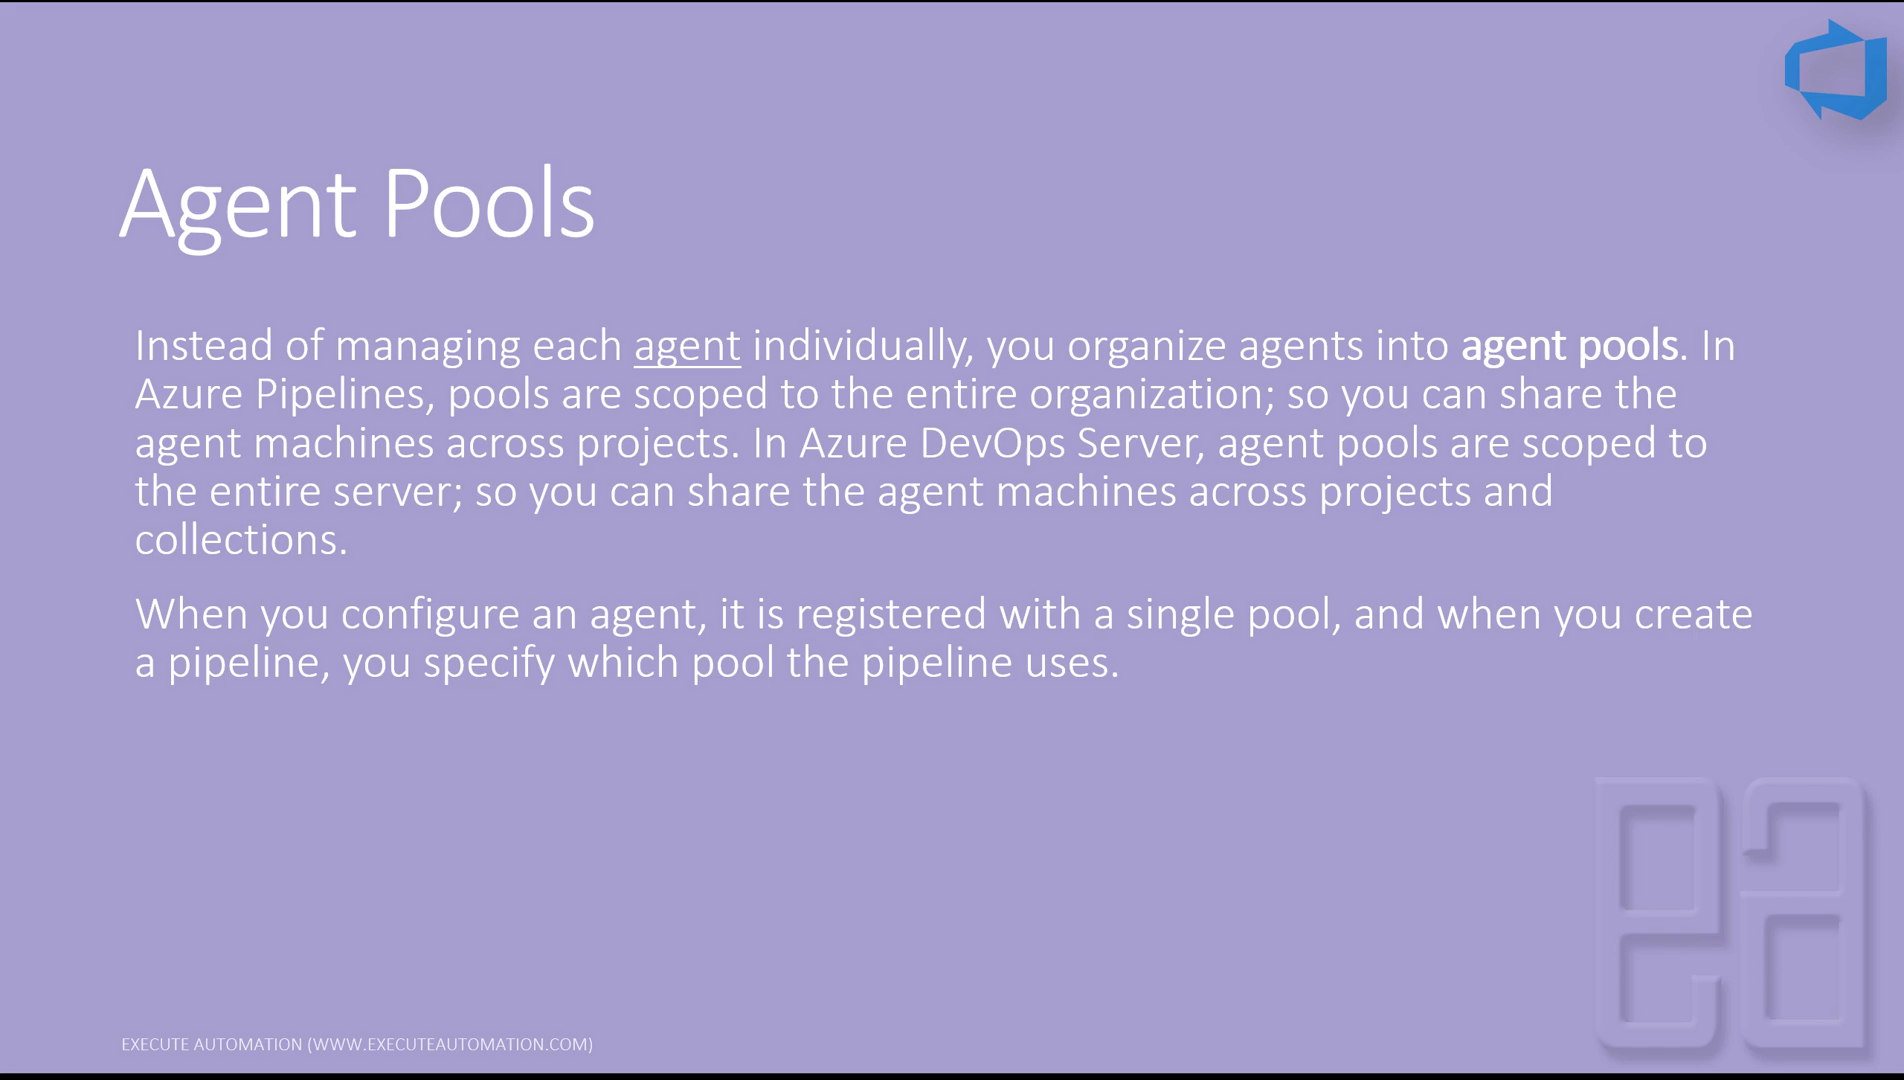 Agent Pools
Instead of managing each agent individually, you organize agents into agent pools. In
Azure Pipelines, pools are scoped to the entire organization; so you can share the
agent machines across projects. In Azure DevOps Server, agent pools are scoped to
the entire server; so you can share the agent machines across projects and
collections.
When you configure an agent, it is registered with a single pool, and when you create
a pipeline, you specify which pool the pipeline uses.
ea
EXECUTE AUTOMATION (WWW.EXECUTEAUTOMATION.COM)